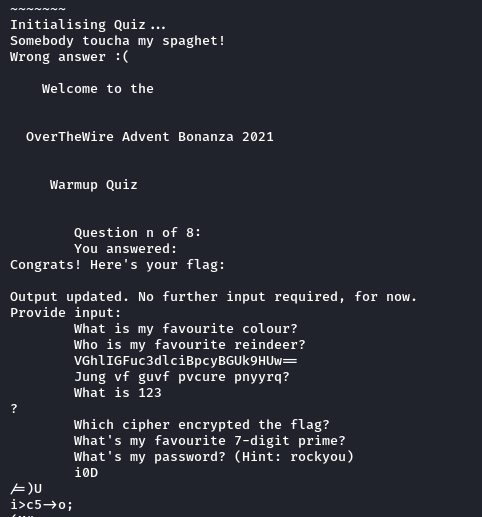 ~~~~~~~
Initialising Quiz...
Somebody toucha my spaghet!
Wrong answer :(
Welcome to the
OverTheWire Advent Bonanza 2021
Warmup Quiz
Question n of 8:
You answered:
Congrats! Here's your flag:
Output updated. No further input required, for now.
Provide input:
What is my favourite colour?
Who is my favourite reindeer?
VGhlIGFuc3dlciBpcyBGUk9HUw==
Jung vf guvf pvcure pnyyrq?
What is 123
?
Which cipher encrypted the flag?
What's my favourite 7-digit prime?
What's my password? (Hint: rockyou)
i0D
/=)U
i>c5->o;